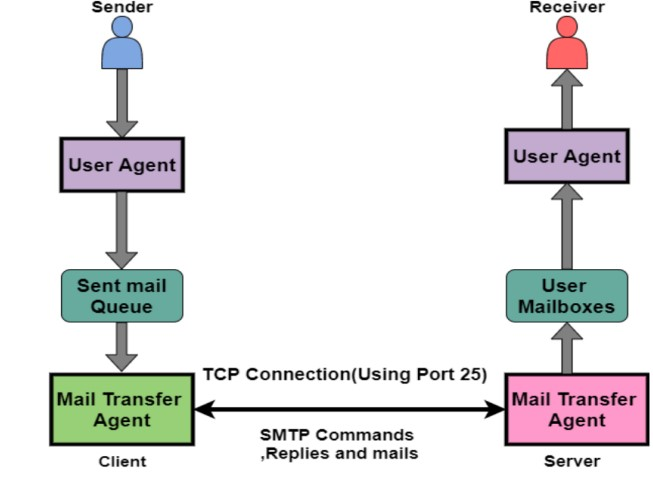 Sender
Receiver
User Agent
User Agent
Sent mail
Queue
User
Mailboxes
TCP Connection(Using Port 25)
Mail Transfer
Agent
Mail Transfer
Agent
SMTP Commands
,Replies and mails
Client
Server